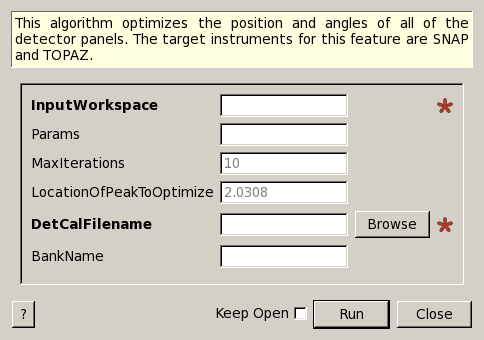 This algorithm optimizes the position and angles of all of the
detector panels. The target instruments for this feature are SNAP
and TOPAZ.
InputWorkspace
Params
MaxIterations 10
LocationOfPeakToOptimize 2.0308
DetCalFilename Browse
BankName
? Keep Open Run Close